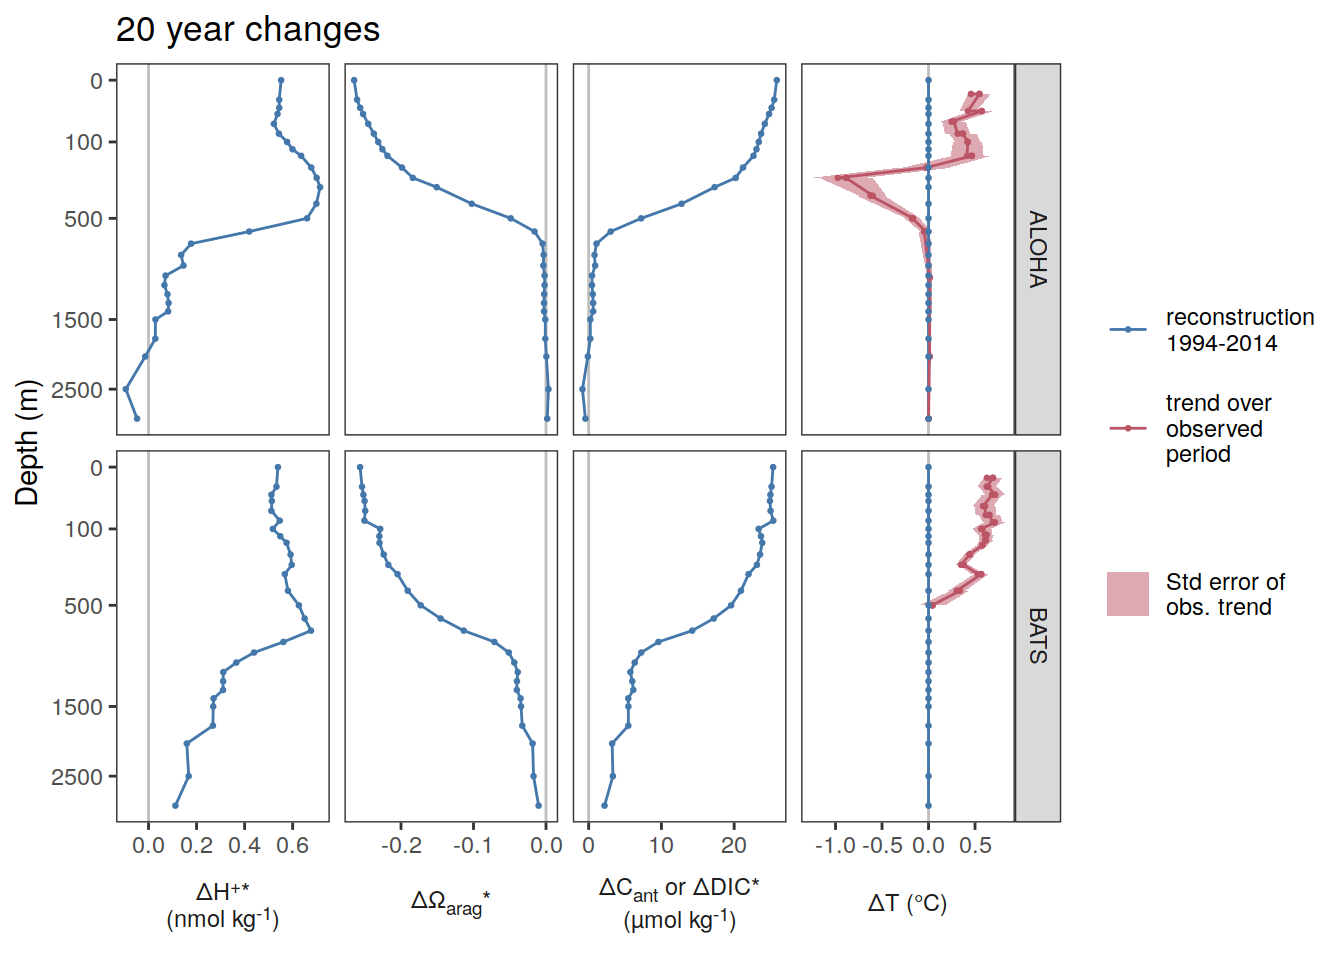 20 year changes
Depth (m)
0
100
500
1500
2500
ALOHA
0
100
500
1500
2500
BATS
0.0 0.2 0.4 0.6
-0.2 -0.1 0.0
0 10 20
-1.0 -0.5 0.0 0.5
ΔH⁺*
(nmol kg⁻¹)
ΔΩarag*
ΔCant or ΔDIC*
(μmol kg⁻¹)
ΔT (°C)
reconstruction
1994-2014
trend over
observed
period
Std error of
obs. trend